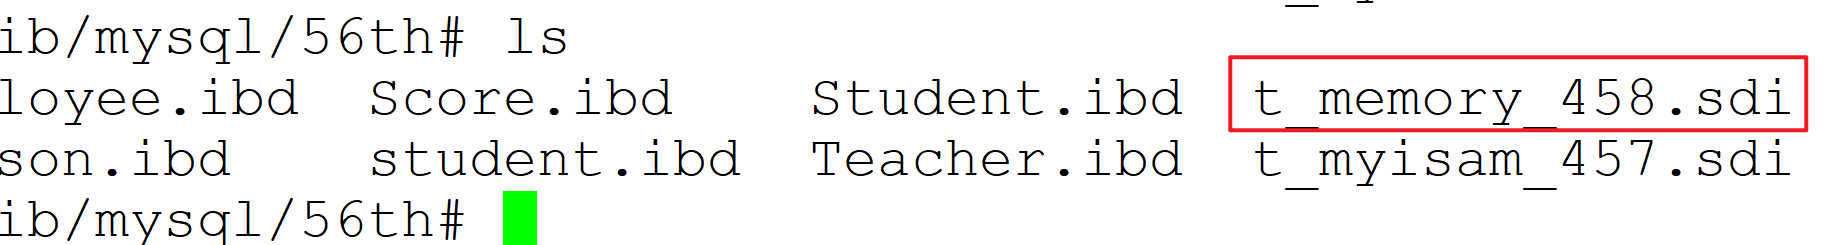 ib/mysql/56th# ls
loyee.ibd Score.ibd Student.ibd t_memory_458.sdi
son.ibd student.ibd Teacher.ibd t_myisam_457.sdi
ib/mysql/56th#